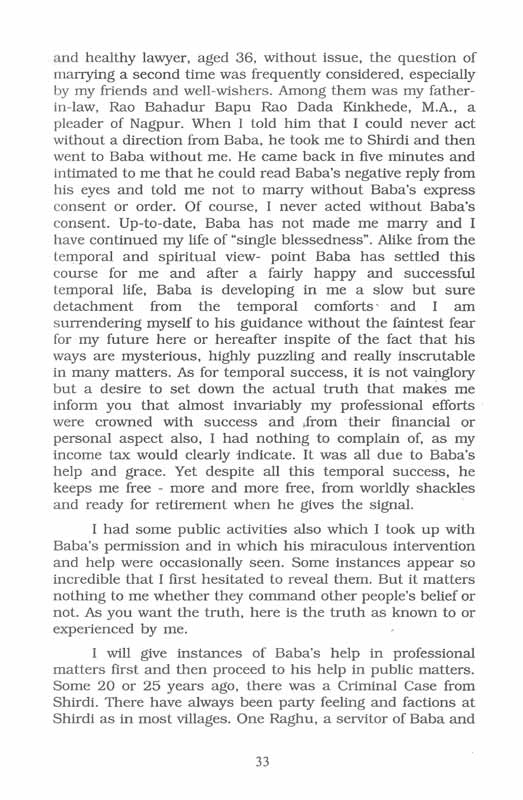 and healthy lawyer, aged 36, without issue, the question of
marrying a second time was frequently considered, especially
by my friends and well-wishers. Among them was my father-
in-law, Rao Bahadur Bapu Rao Dada Kinkhede, M.A., a
pleader of Nagpur. When I told him that I could never act
without a direction from Baba, he took me to Shirdi and then
went to Baba without me. He came back in five minutes and
intimated to me that he could read Baba's negative reply from
his eyes and told me not to marry without Baba's express
consent or order. Of course, I never acted without Baba's
consent. Up-to-date, Baba has not made me marry and I
have continued my life of "single blessedness". Alike from the
temporal and spiritual view- point Baba has settled this
course for me and after a fairly happy and successful
temporal life, Baba is developing in me a slow but sure
detachment from the temporal comforts and I am
surrendering myself to his guidance without the faintest fear
for my future here or hereafter inspite of the fact that his
ways are mysterious, highly puzzling and really inscrutable
in many matters. As for temporal success, it is not vainglory
but a desire to set down the actual truth that makes me
inform you that almost invariably my professional efforts
were crowned with success and from their financial or
personal aspect also, I had nothing to complain of, as my
income tax would clearly indicate. It was all due to Baba's
help and grace. Yet despite all this temporal success, he
keeps me free - more and more free, from worldly shackles
and ready for retirement when he gives the signal.
I had some public activities also which I took up with
Baba's permission and in which his miraculous intervention
and help were occasionally seen. Some instances appear so
incredible that I first hesitated to reveal them. But it matters
nothing to me whether they command other people's belief or
not. As you want the truth, here is the truth as known to or
experienced by me.
I will give instances of Baba's help in professional
matters first and then proceed to his help in public matters.
Some 20 or 25 years ago, there was a Criminal Case from
Shirdi. There have always been party feeling and factions at
Shirdi as in most villages. One Raghu, a servitor of Baba and
33